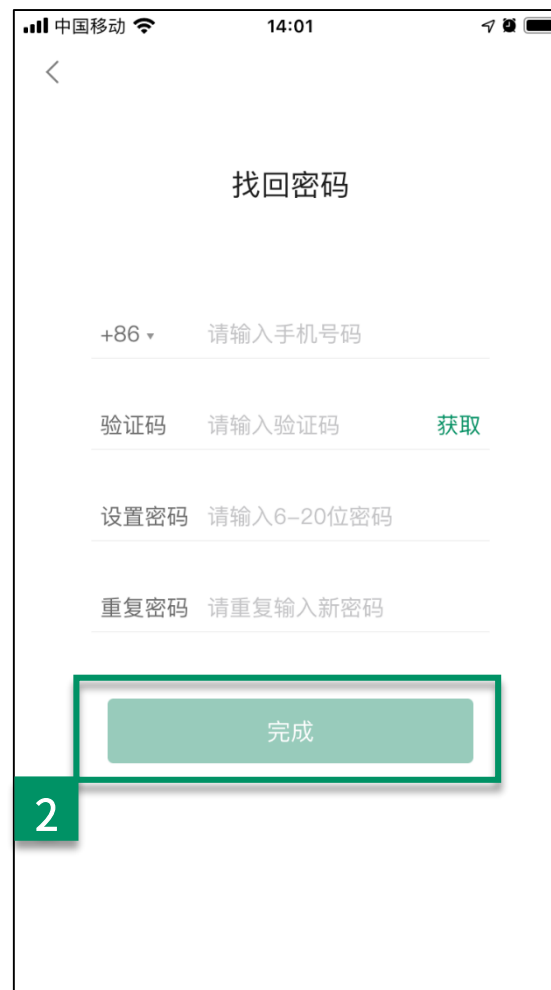 中国移动 14:01
找回密码
+86 请输入手机号码
验证码 请输入验证码 获取
设置密码 请输入6-20位密码
重复密码 请重复输入新密码
完成
2